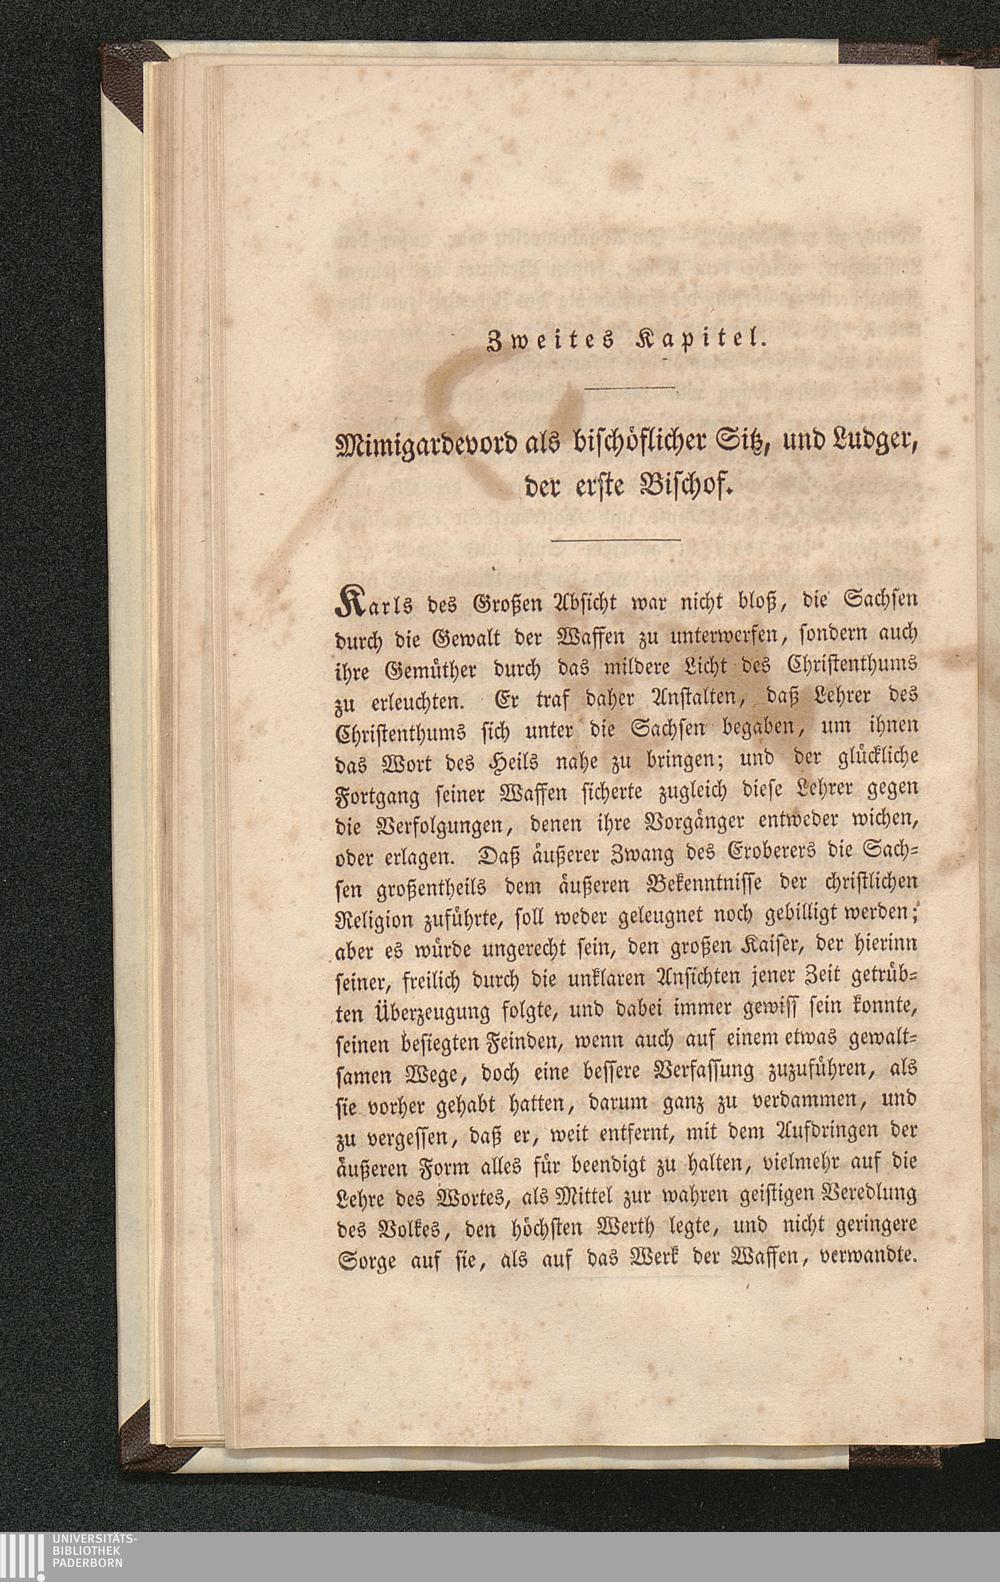 Zweites Kapitel.
Mimigardevord als bischöflicher Sitz, und Ludger,
der erste Bischof.
Karls des Großen Absicht war nicht bloß, die Sachsen
durch die Gewalt der Waffen zu unterwerfen, sondern auch
ihre Gemüther durch das mildere Licht des Christenthums
zu erleuchten. Er traf daher Anstalten, daß Lehrer des
Christenthums sich unter die Sachsen begaben, um ihnen
das Wort des Heils nahe zu bringen; und der glückliche
Fortgang seiner Waffen sicherte zugleich diese Lehrer gegen
die Verfolgungen, denen ihre Vorgänger entweder wichen,
oder erlagen. Daß äußerer Zwang des Eroberers die Sach-
sen großentheils dem äußeren Bekenntnisse der christlichen
Religion zuführte, soll weder geleugnet noch gebilligt werden;
aber es würde ungerecht sein, den großen Kaiser, der hierinn
seiner, freilich durch die unklaren Ansichten jener Zeit getrüb-
ten Überzeugung folgte, und dabei immer gewiss sein konnte,
seinen besiegten Feinden, wenn auch auf einem etwas gewalt-
samen Wege, doch eine bessere Verfassung zuzuführen, als
sie vorher gehabt hatten, darum ganz zu verdammen, und
zu vergessen, daß er, weit entfernt, mit dem Aufdringen der
äußeren Form alles für beendigt zu halten, vielmehr auf die
Lehre des Wortes, als Mittel zur wahren geistigen Veredlung
des Volkes, den höchsten Werth legte, und nicht geringere
Sorge auf sie, als auf das Werk der Waffen, verwandte.
UNIVERSITÄTS-
BIBLIOTHEK
PADERBORN